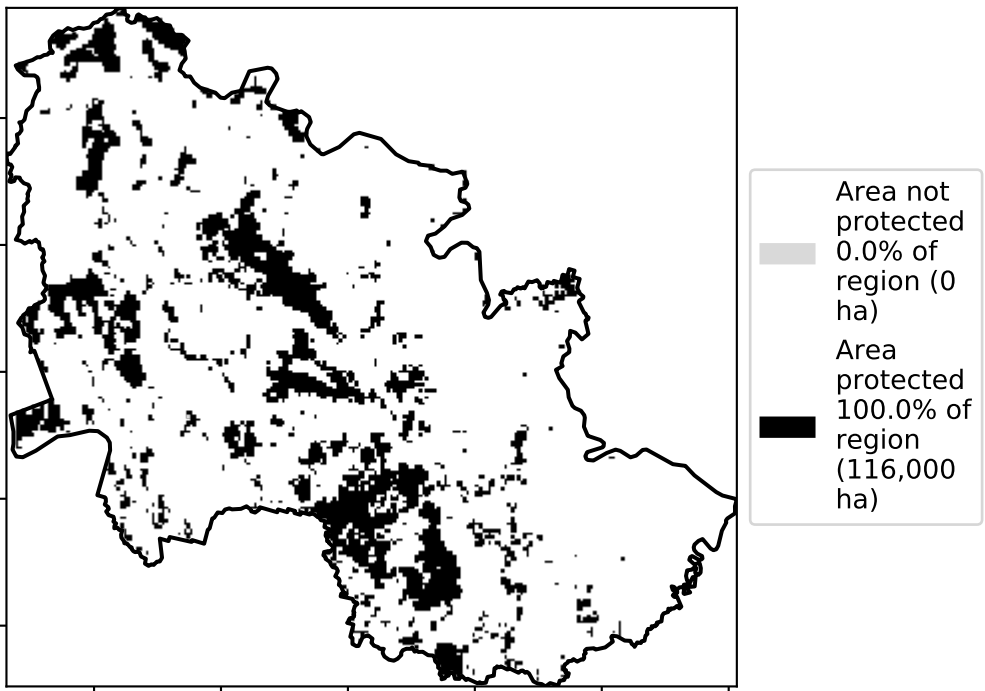 Area not
protected
0.0% of
region (0
ha)
Area
protected
100.0% of
region
(116,000
ha)